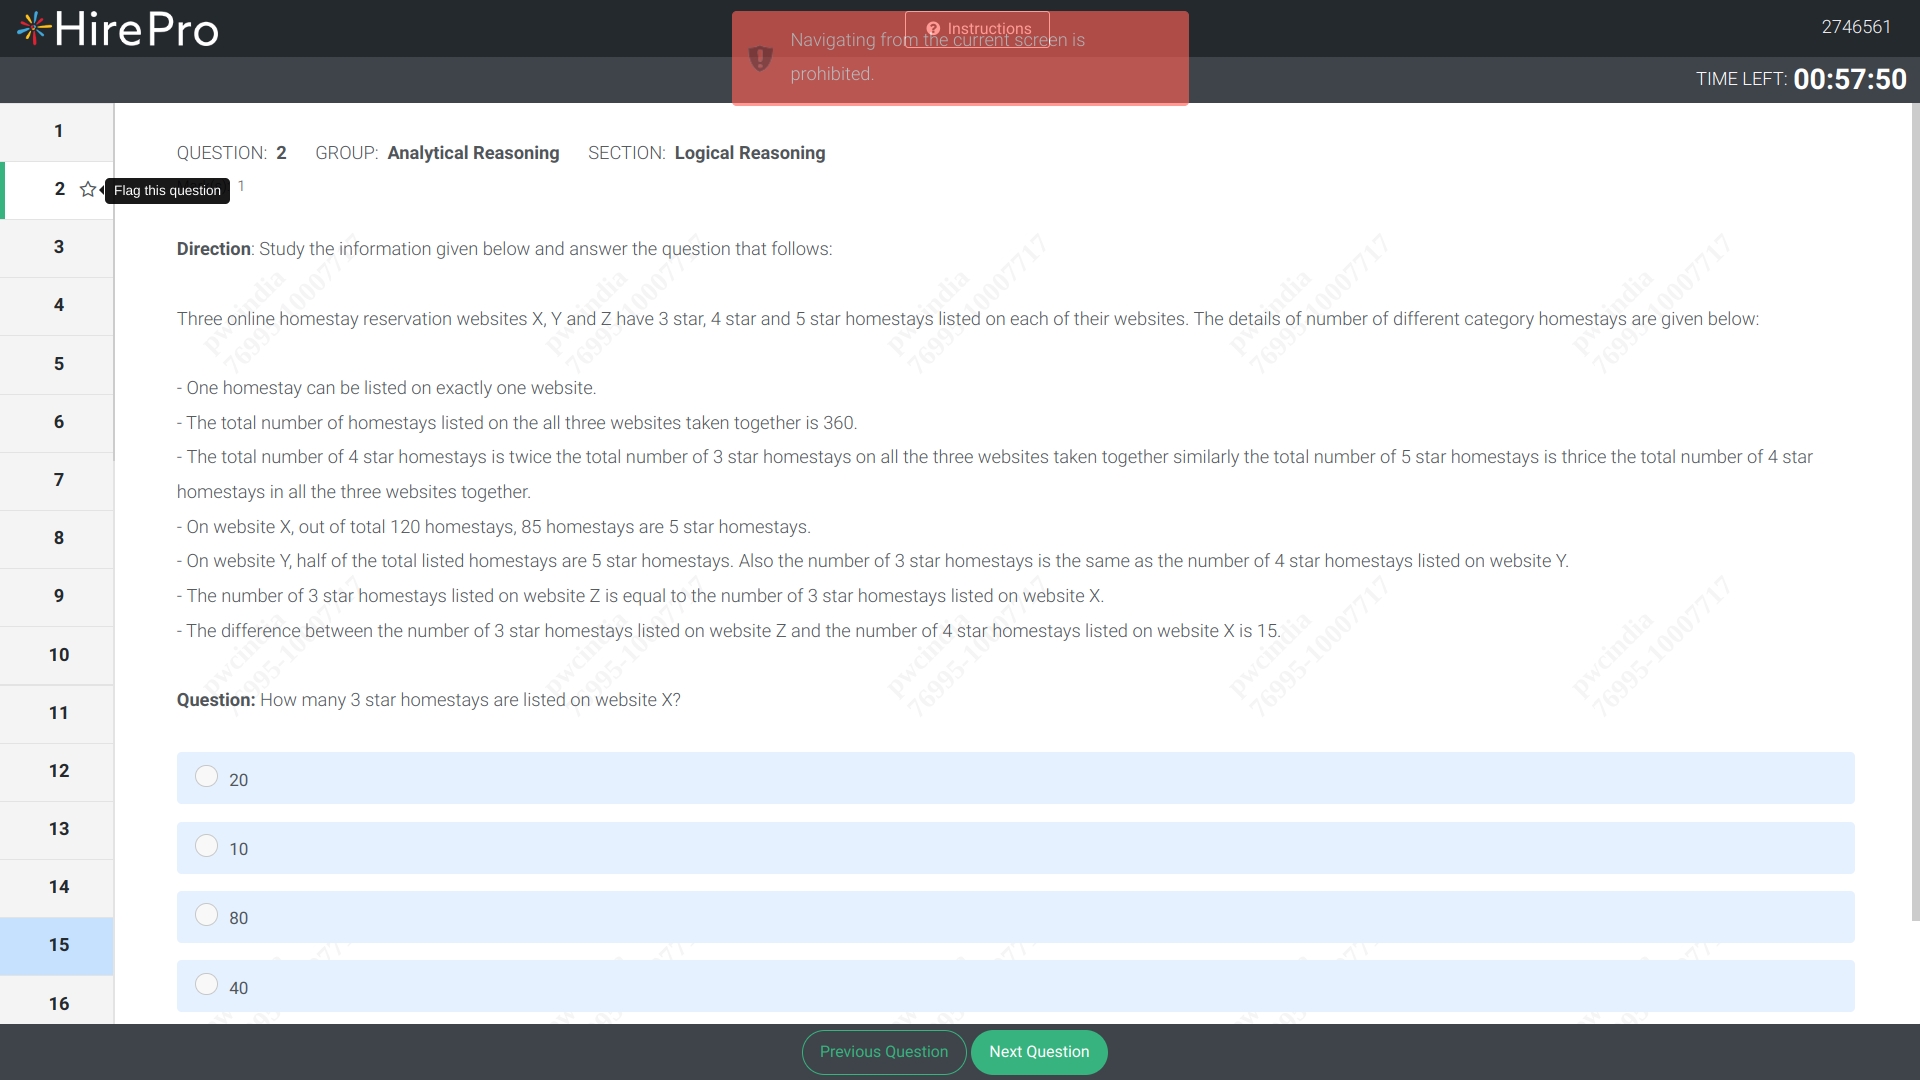 HirePro
Instructions
Navigating from the current screen is
prohibited.
2746561
TIME LEFT: 00:57:50
1
2
Flag this question
1
3
4
5
6
7
8
9
10
11
12
13
14
15
16
QUESTION: 2 GROUP: Analytical Reasoning SECTION: Logical Reasoning
Direction: Study the information given below and answer the question that follows:
Three online homestay reservation websites X, Y and Z have 3 star, 4 star and 5 star homestays listed on each of their websites. The details of number of different category homestays are given below:
- One homestay can be listed on exactly one website.
- The total number of homestays listed on the all three websites taken together is 360.
- The total number of 4 star homestays is twice the total number of 3 star homestays on all the three websites taken together similarly the total number of 5 star homestays is thrice the total number of 4 star
homestays in all the three websites together.
- On website X, out of total 120 homestays, 85 homestays are 5 star homestays.
- On website Y, half of the total listed homestays are 5 star homestays. Also the number of 3 star homestays is the same as the number of 4 star homestays listed on website Y.
- The number of 3 star homestays listed on website Z is equal to the number of 3 star homestays listed on website X.
- The difference between the number of 3 star homestays listed on website Z and the number of 4 star homestays listed on website X is 15.
Question: How many 3 star homestays are listed on website X?
20
10
80
40
Previous Question
Next Question
pwcindia
76995-10007717